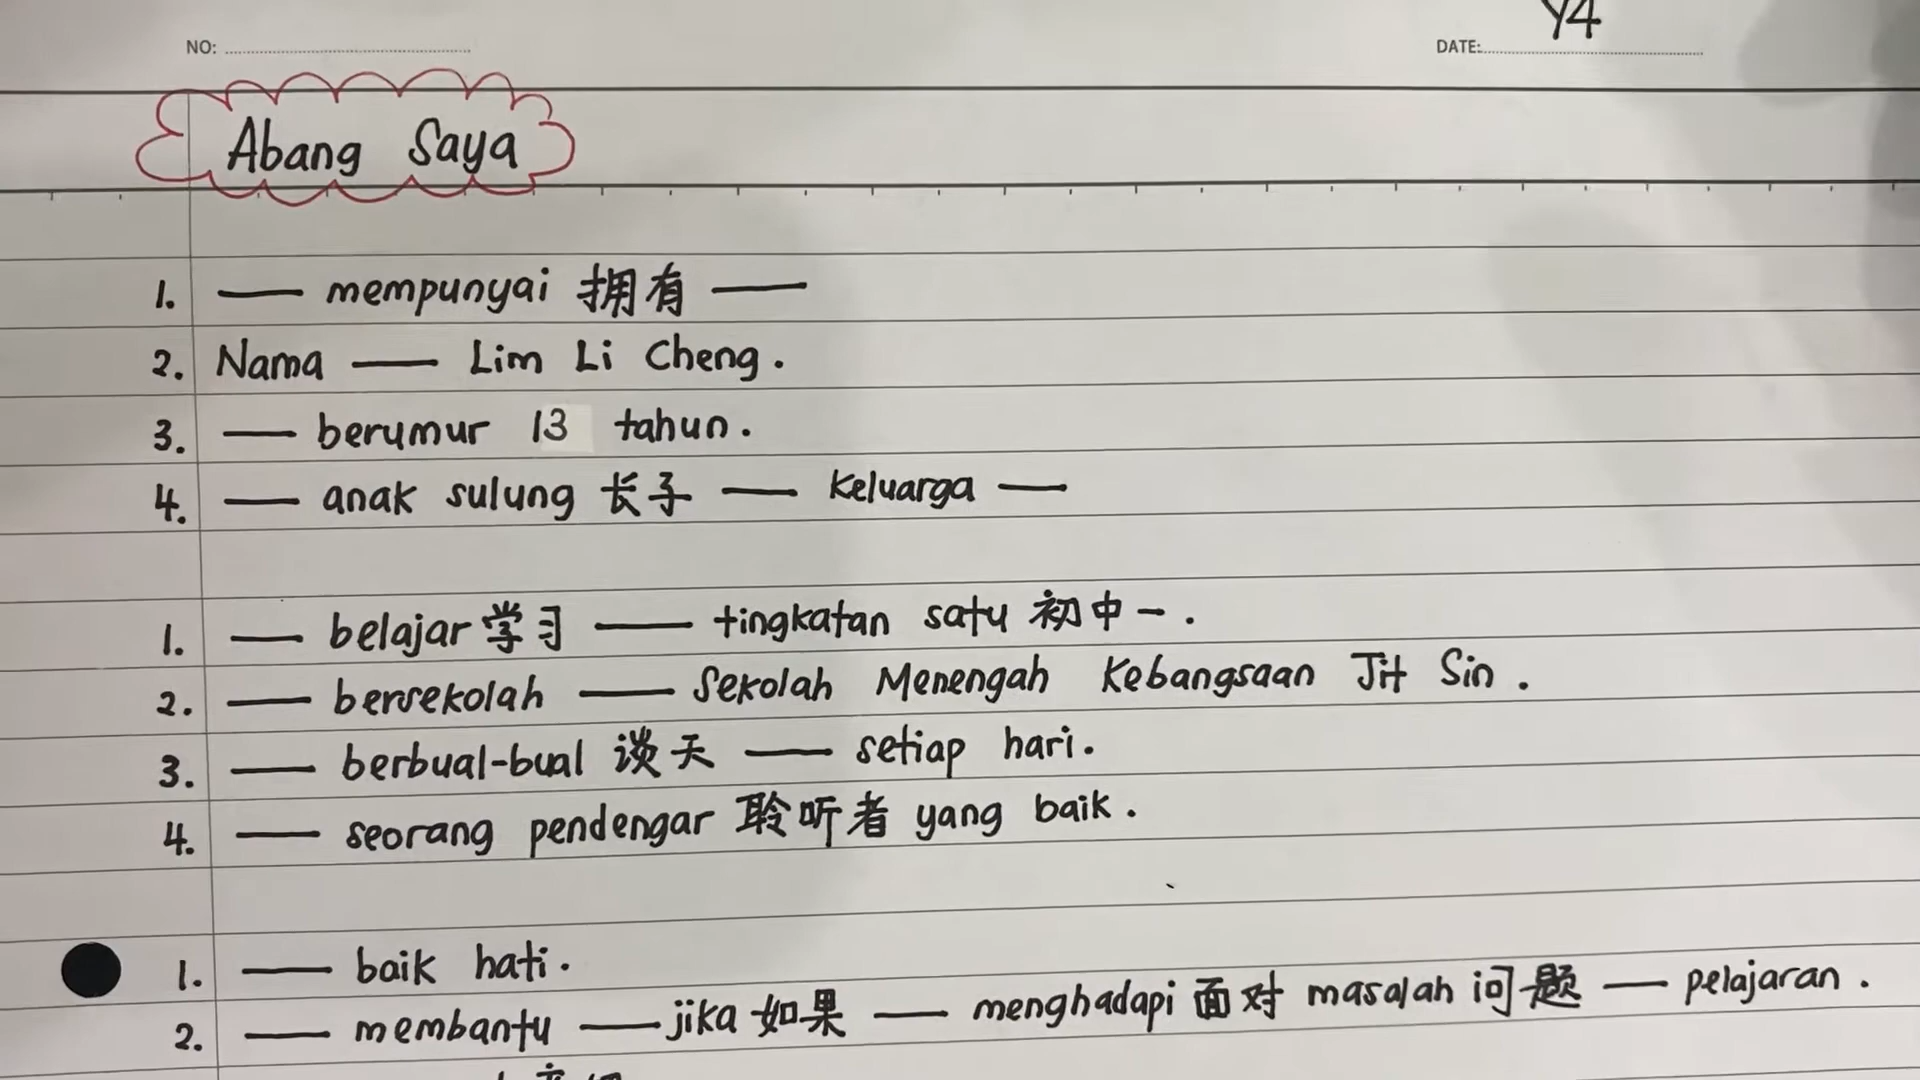 NO: Y4
DATE:
Abang Saya
1. — mempunyai 拥有 —
2. Nama — Lim Li Cheng.
3. — berumur 13 tahun.
4. — anak sulung 长子 — keluarga —
1. — belajar 学习 — tingkatan satu 初中一.
2. — bersekolah — Sekolah Menengah Kebangsaan Jit Sin.
3. — berbual-bual 谈天 — setiap hari.
4. — seorang pendengar 聆听者 yang baik.
1. — baik hati.
2. — membantu — jika 如果 — menghadapi 面对 masalah 问题 — pelajaran.